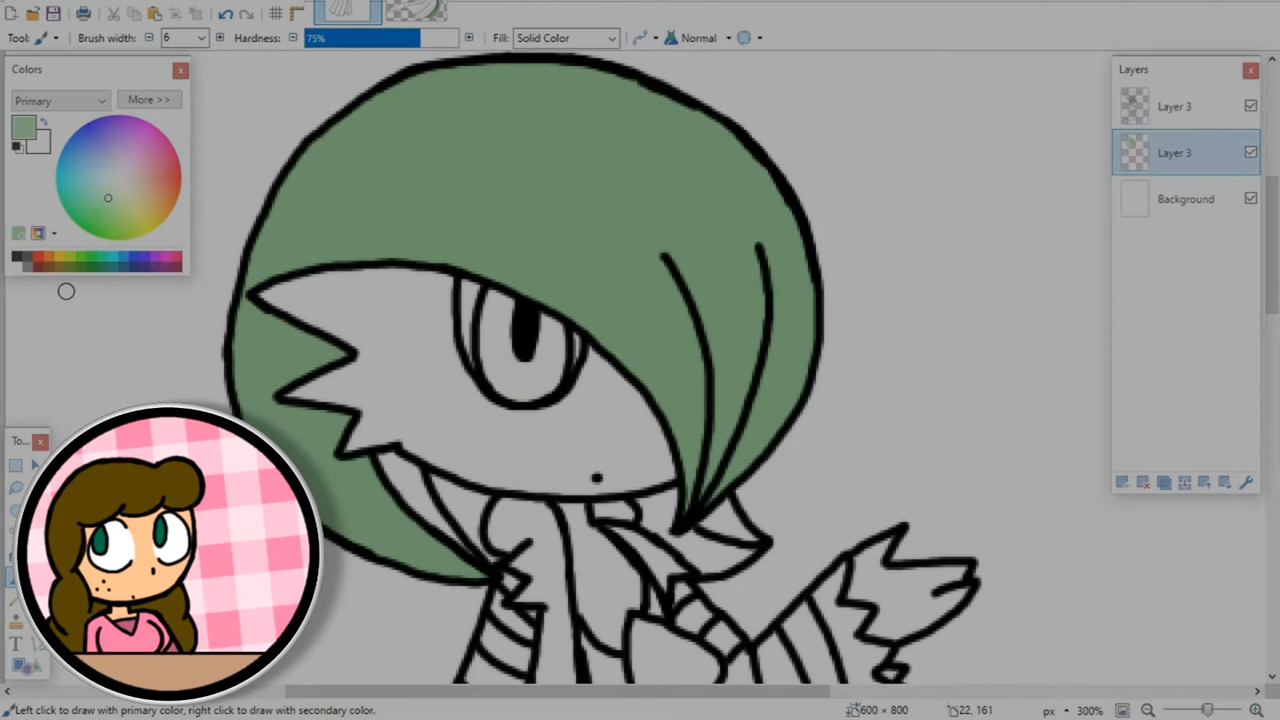 Tool: Brush width: 6 Hardness: 75% Fill: Solid Color Normal
Colors
Primary More >>
Layers
Layer 3
Layer 3
Background
To...
Left click to draw with primary color, right click to draw with secondary color. 600 × 800 22, 161 px 300%